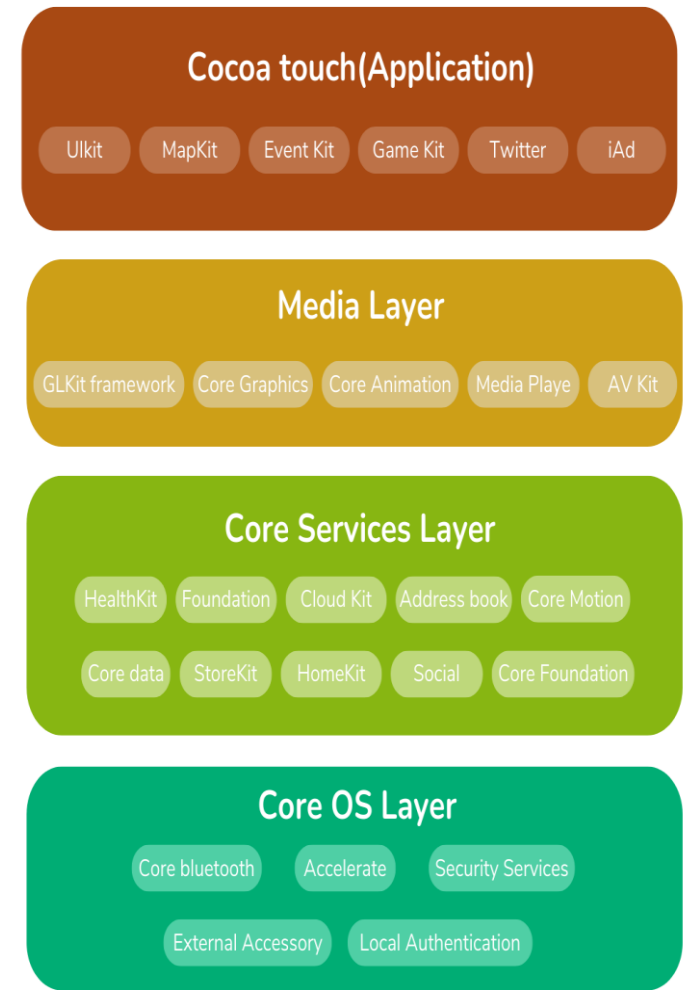 Cocoa touch(Application)
UIkit MapKit Event Kit Game Kit Twitter iAd
Media Layer
GLKit framework Core Graphics Core Animation Media Playe AV Kit
Core Services Layer
HealthKit Foundation Cloud Kit Address book Core Motion
Core data StoreKit HomeKit Social Core Foundation
Core OS Layer
Core bluetooth Accelerate Security Services
External Accessory Local Authentication